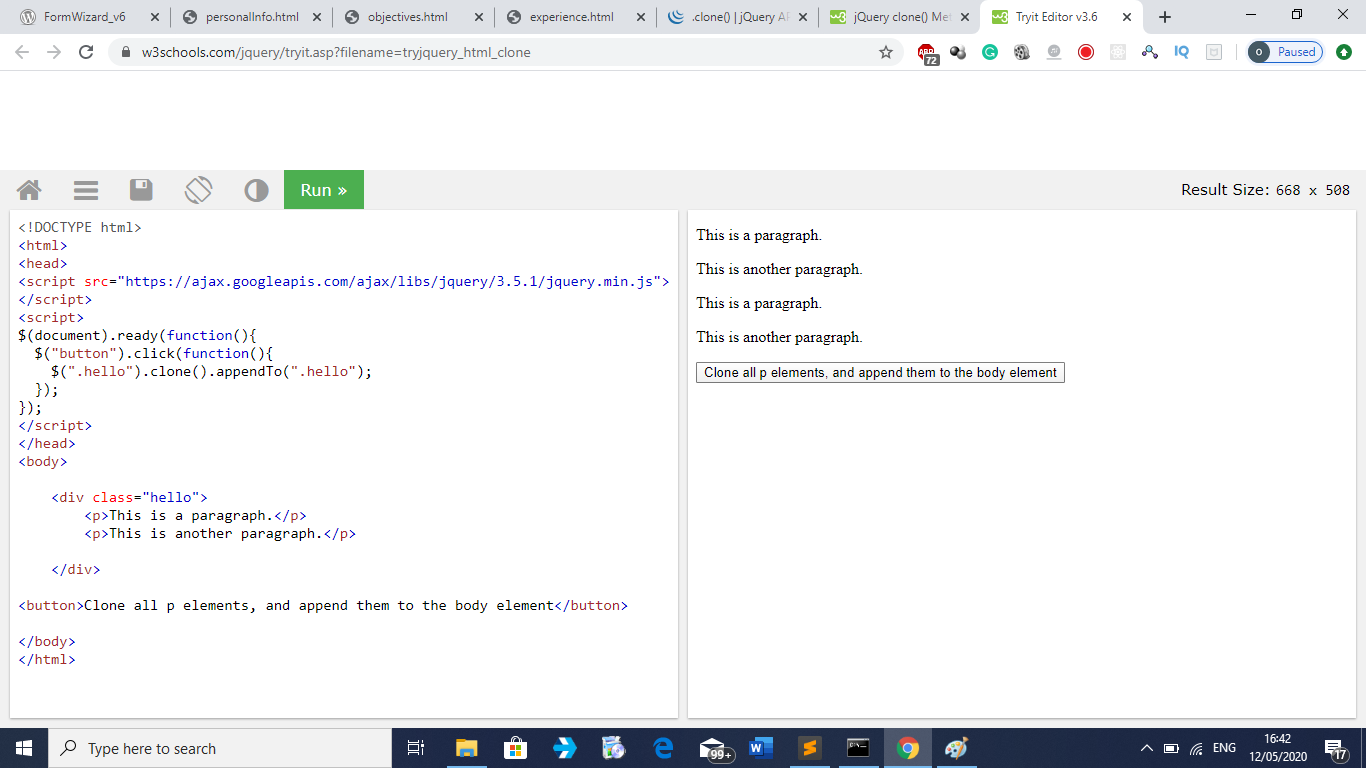 FormWizard_v6
personalInfo.html
objectives.html
experience.html
.clone() | jQuery AP
jQuery clone() Met
Tryit Editor v3.6
w3schools.com/jquery/tryit.asp?filename=tryjquery_html_clone
72
IQ
O
Paused
Run »
Result Size: 668 x 508
<!DOCTYPE html>
<html>
<head>
<script src="https://ajax.googleapis.com/ajax/libs/jquery/3.5.1/jquery.min.js">
</script>
<script>
$(document).ready(function(){
  $("button").click(function(){
    $(".hello").clone().appendTo(".hello");
  });
});
</script>
</head>
<body>
    <div class="hello">
        <p>This is a paragraph.</p>
        <p>This is another paragraph.</p>
    </div>
<button>Clone all p elements, and append them to the body element</button>
</body>
</html>
This is a paragraph.
This is another paragraph.
This is a paragraph.
This is another paragraph.
Clone all p elements, and append them to the body element
Type here to search
99+
ENG
16:42
12/05/2020
17